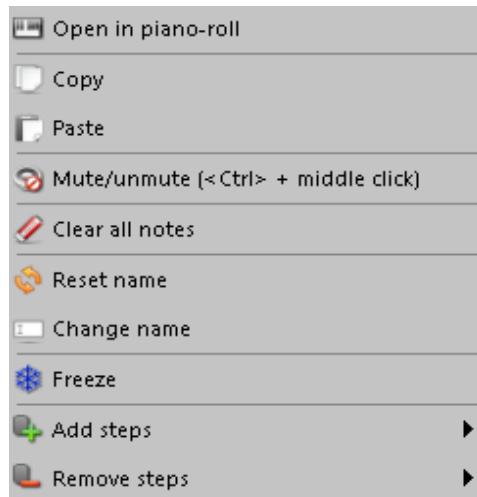 Open in piano-roll
Copy
Paste
Mute/unmute (<Ctrl> + middle click)
Clear all notes
Reset name
Change name
Freeze
Add steps
Remove steps